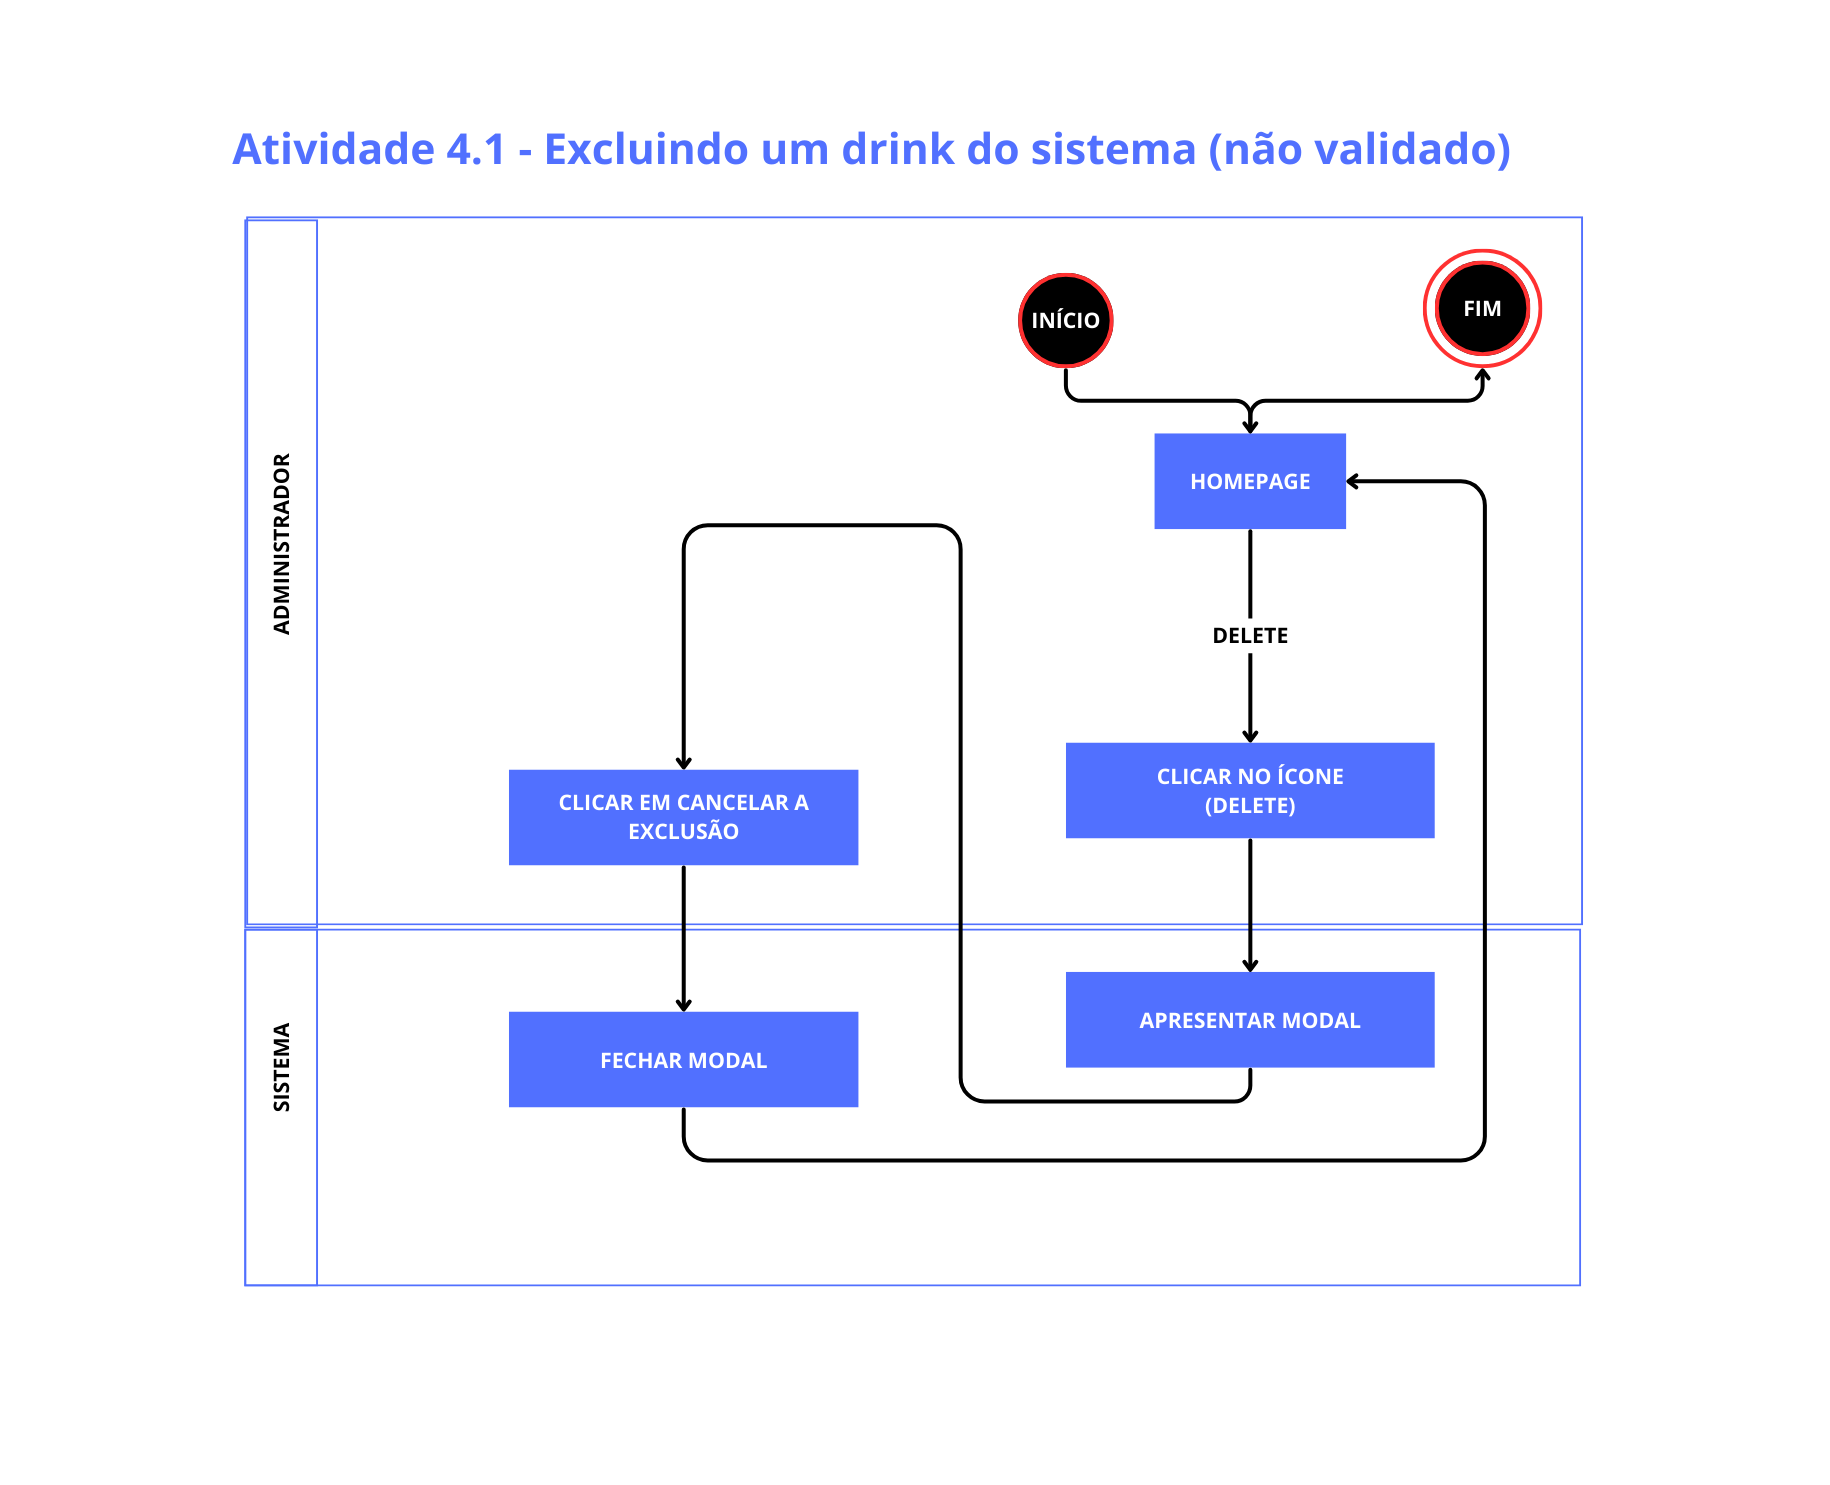 Atividade 4.1 - Excluindo um drink do sistema (não validado)
ADMINISTRADOR
INÍCIO
FIM
HOMEPAGE
DELETE
CLICAR NO ÍCONE
(DELETE)
CLICAR EM CANCELAR A
EXCLUSÃO
SISTEMA
APRESENTAR MODAL
FECHAR MODAL